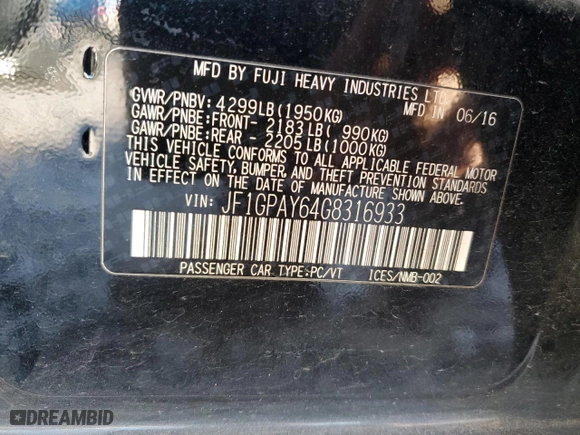 MFD BY FUJI HEAVY INDUSTRIES LTD.
GVWR/PNBV: 4299LB(1950KG) MFD IN 06/16
GAWR/PNBE:FRONT- 2183LB( 990KG)
GAWR/PNBE:REAR - 2205LB(1000KG)
THIS VEHICLE CONFORMS TO ALL APPLICABLE FEDERAL MOTOR
VEHICLE SAFETY, BUMPER, AND THEFT PREVENTION STANDARDS
IN EFFECT ON THE DATE OF MANUFACTURE SHOWN ABOVE.
VIN: JF1GPAY64G8316933
PASSENGER CAR TYPE:PC/VT ICES/NMB-002
DREAMBID